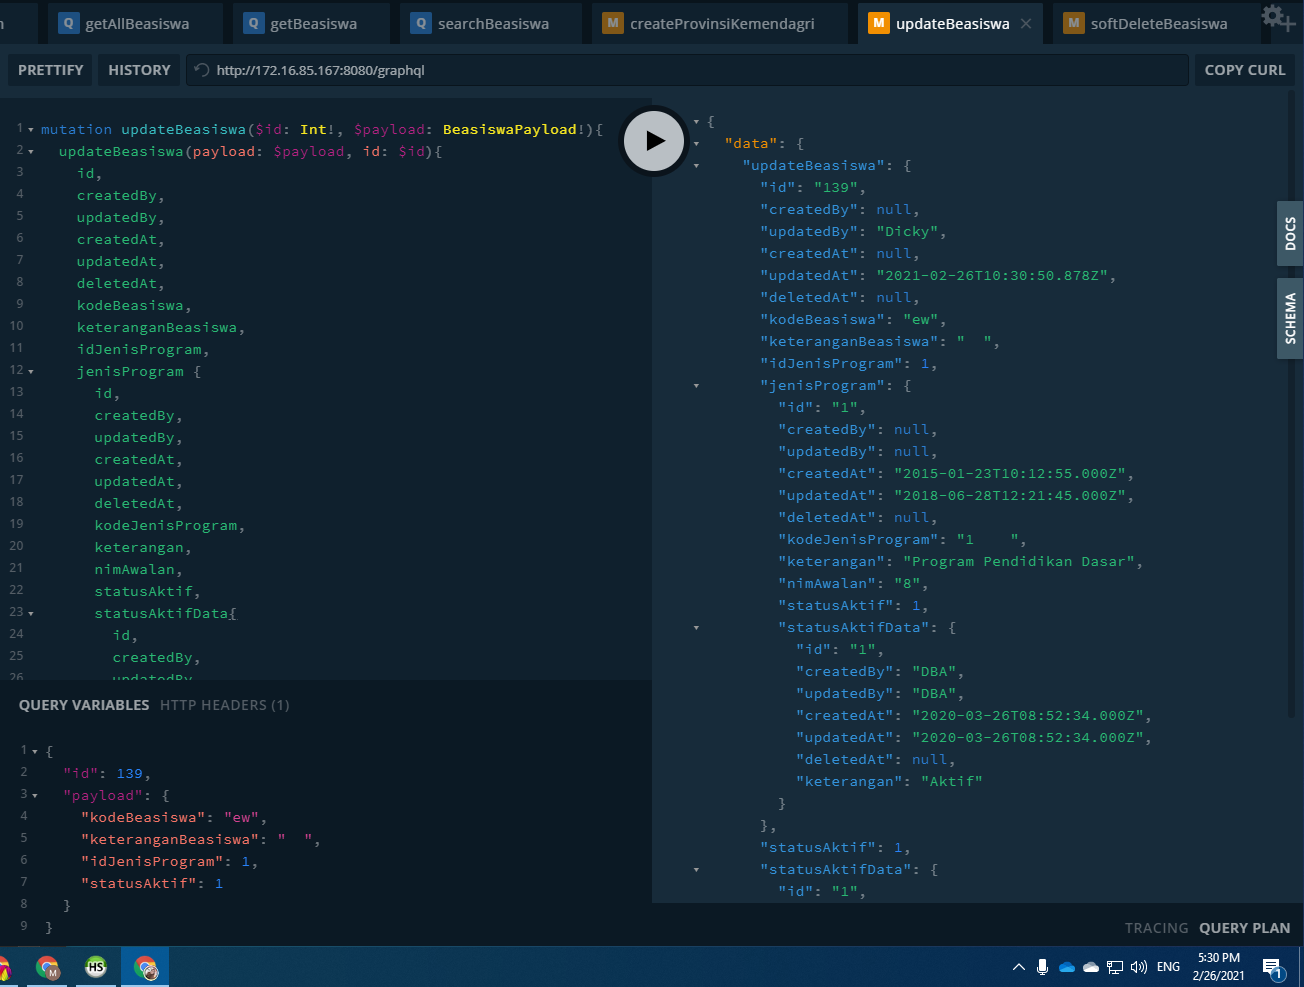 Q getAllBeasiswa
Q getBeasiswa
Q searchBeasiswa
M createProvinsiKemendagri
M updateBeasiswa ×
M softDeleteBeasiswa
PRETTIFY
HISTORY
http://172.16.85.167:8080/graphql
COPY CURL
1 mutation updateBeasiswa($id: Int!, $payload: BeasiswaPayload!){
2 updateBeasiswa(payload: $payload, id: $id){
3 id,
4 createdBy,
5 updatedBy,
6 createdAt,
7 updatedAt,
8 deletedAt,
9 kodeBeasiswa,
10 keteranganBeasiswa,
11 idJenisProgram,
12 jenisProgram {
13 id,
14 createdBy,
15 updatedBy,
16 createdAt,
17 updatedAt,
18 deletedAt,
19 kodeJenisProgram,
20 keterangan,
21 nimAwalan,
22 statusAktif,
23 statusAktifData{
24 id,
25 createdBy,
26 updatedBy
QUERY VARIABLES
HTTP HEADERS (1)
1 {
2 "id": 139,
3 "payload": {
4 "kodeBeasiswa": "ew",
5 "keteranganBeasiswa": "  ",
6 "idJenisProgram": 1,
7 "statusAktif": 1
8 }
9 }
{
"data": {
"updateBeasiswa": {
"id": "139",
"createdBy": null,
"updatedBy": "Dicky",
"createdAt": null,
"updatedAt": "2021-02-26T10:30:50.878Z",
"deletedAt": null,
"kodeBeasiswa": "ew",
"keteranganBeasiswa": "  ",
"idJenisProgram": 1,
"jenisProgram": {
"id": "1",
"createdBy": null,
"updatedBy": null,
"createdAt": "2015-01-23T10:12:55.000Z",
"updatedAt": "2018-06-28T12:21:45.000Z",
"deletedAt": null,
"kodeJenisProgram": "1    ",
"keterangan": "Program Pendidikan Dasar",
"nimAwalan": "8",
"statusAktif": 1,
"statusAktifData": {
"id": "1",
"createdBy": "DBA",
"updatedBy": "DBA",
"createdAt": "2020-03-26T08:52:34.000Z",
"updatedAt": "2020-03-26T08:52:34.000Z",
"deletedAt": null,
"keterangan": "Aktif"
}
},
"statusAktif": 1,
"statusAktifData": {
"id": "1",
DOCS
SCHEMA
TRACING
QUERY PLAN
M
HS
ENG
5:30 PM
2/26/2021
1